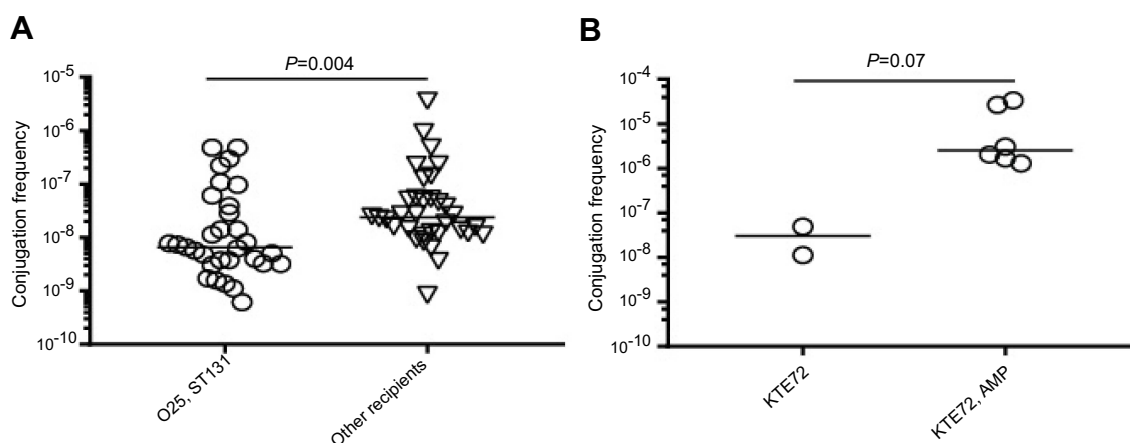 A
P=0.004
Conjugation frequency
10-5
10-6
10-7
10-8
10-9
10-10
O25, ST131
Other recipients
B
P=0.07
Conjugation frequency
10-4
10-5
10-6
10-7
10-8
10-9
10-10
KTE72
KTE72, AMP